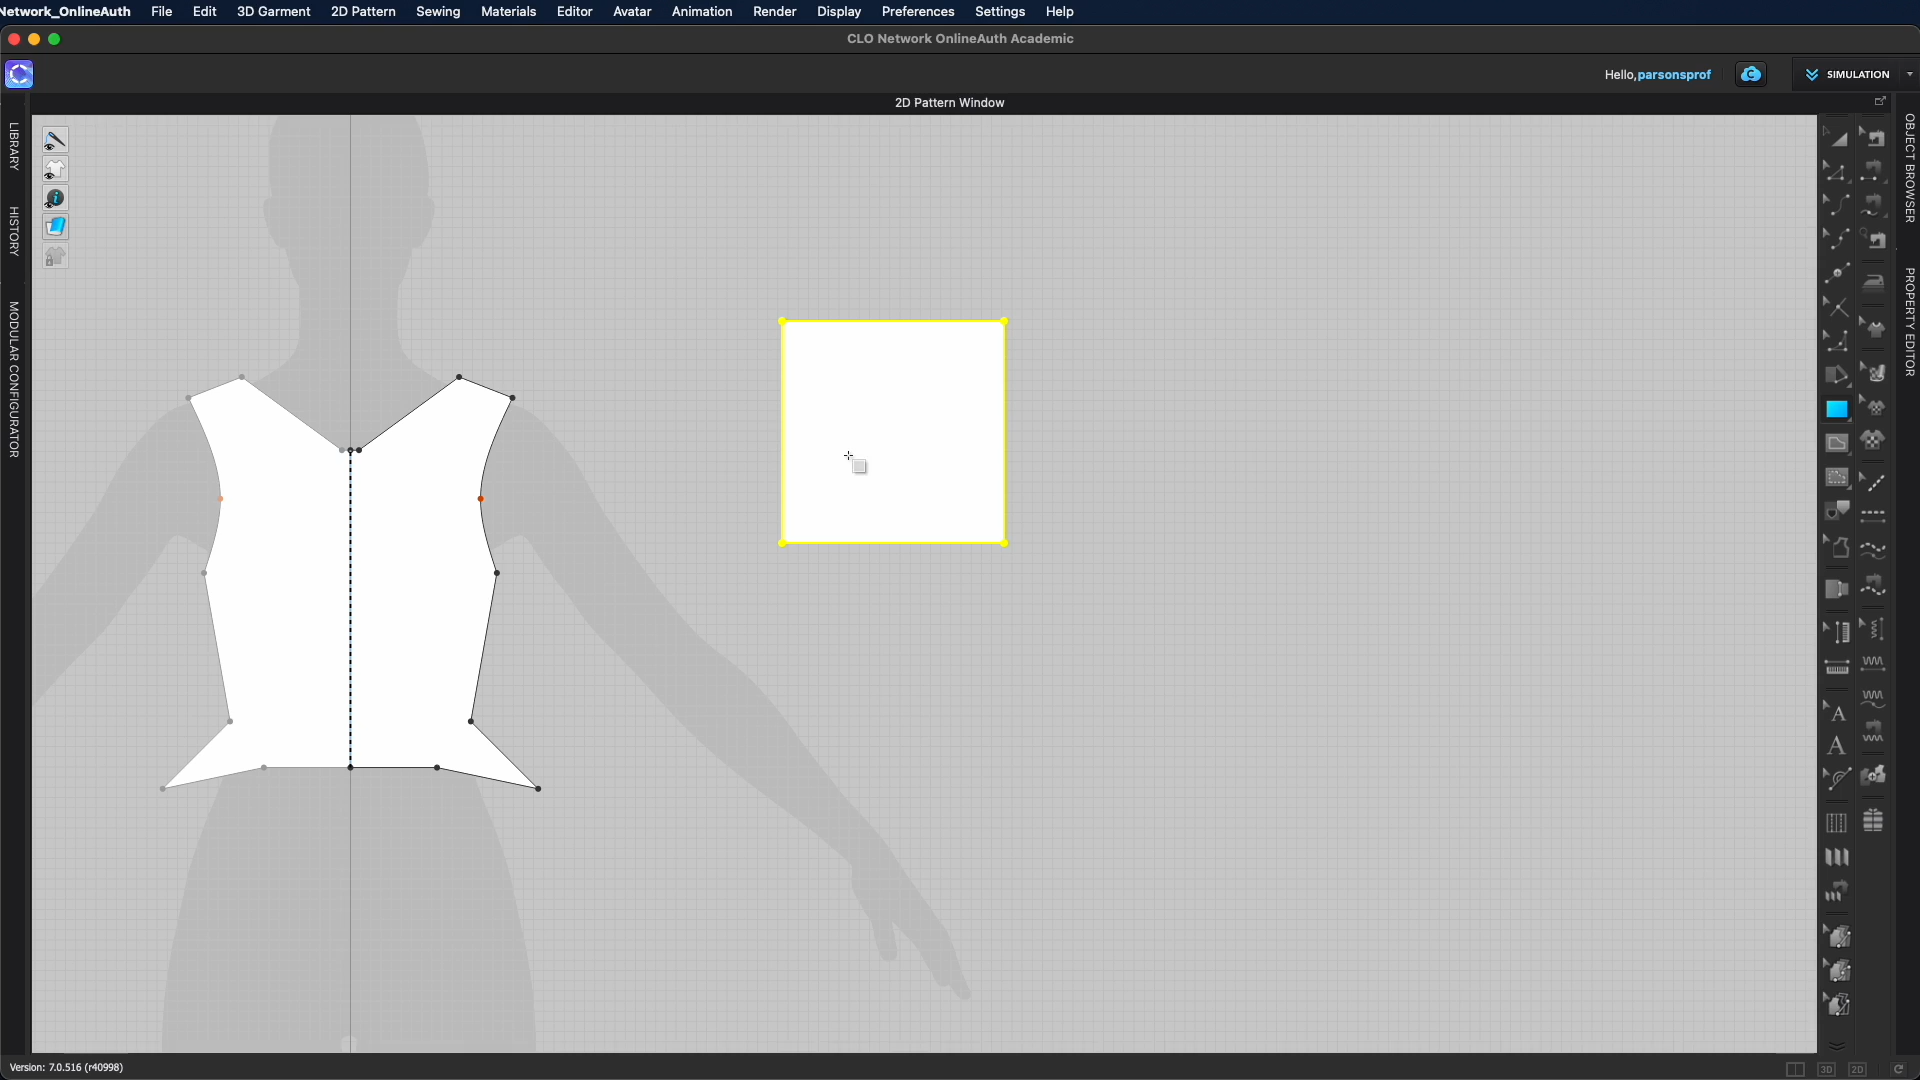 Network_OnlineAuth File Edit 3D Garment 2D Pattern Sewing Materials Editor Avatar Animation Render Display Preferences Settings Help
CLO Network OnlineAuth Academic
Hello,parsonsprof
SIMULATION
2D Pattern Window
LIBRARY
HISTORY
MODULAR CONFIGURATOR
OBJECT BROWSER
PROPERTY EDITOR
A
A
Version: 7.0.516 (r40998)
3D
2D